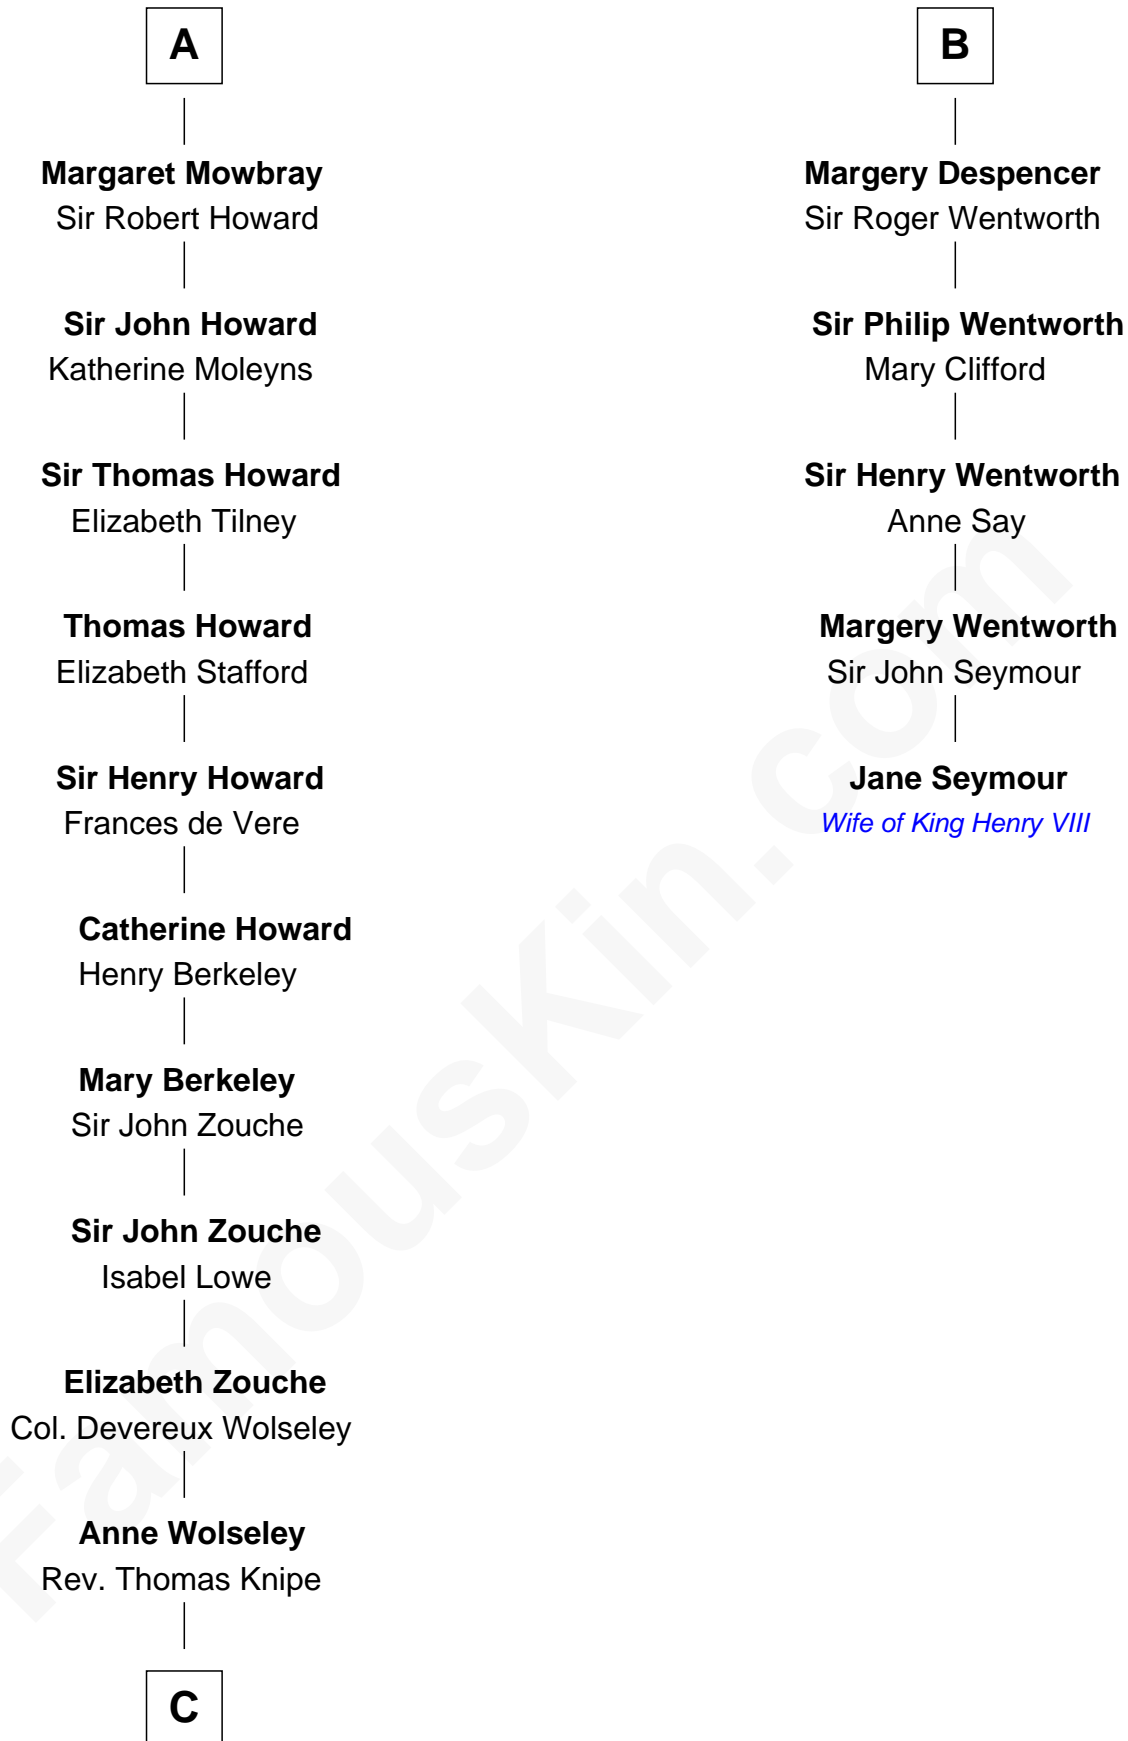 A
Margaret Mowbray
Sir Robert Howard
Sir John Howard
Katherine Moleyns
Sir Thomas Howard
Elizabeth Tilney
Thomas Howard
Elizabeth Stafford
Sir Henry Howard
Frances de Vere
Catherine Howard
Henry Berkeley
Mary Berkeley
Sir John Zouche
Sir John Zouche
Isabel Lowe
Elizabeth Zouche
Col. Devereux Wolseley
Anne Wolseley
Rev. Thomas Knipe
C
B
Margery Despencer
Sir Roger Wentworth
Sir Philip Wentworth
Mary Clifford
Sir Henry Wentworth
Anne Say
Margery Wentworth
Sir John Seymour
Jane Seymour
Wife of King Henry VIII
FamousKin.com